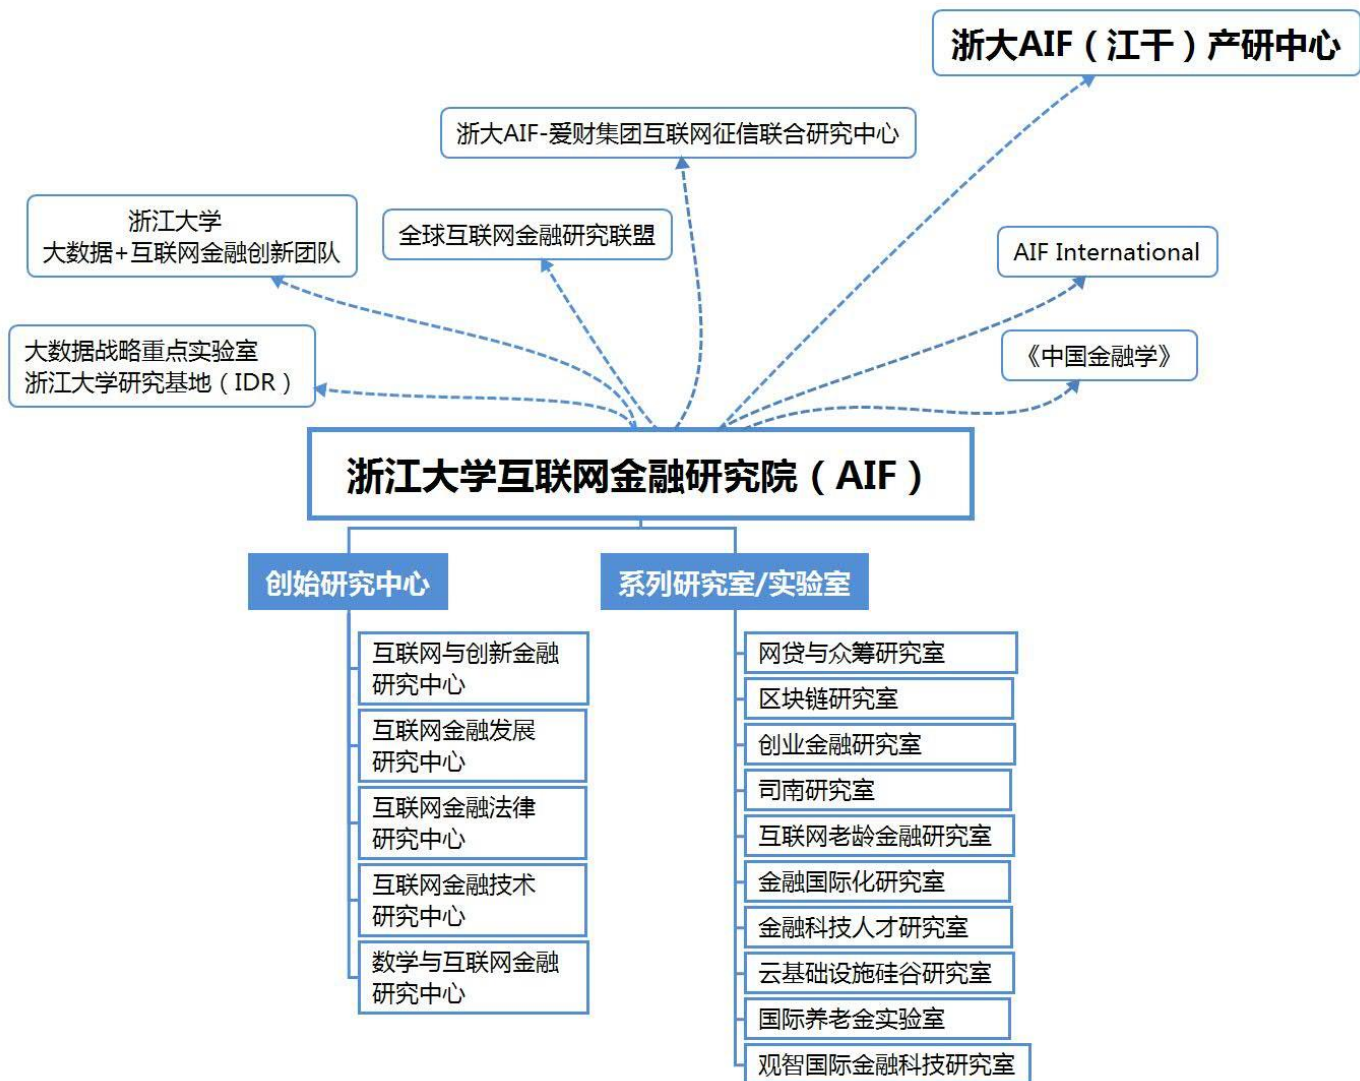 浙大AIF（江干）产研中心
浙大AIF-爱财集团互联网征信联合研究中心
浙江大学
大数据+互联网金融创新团队
全球互联网金融研究联盟
AIF International
大数据战略重点实验室
浙江大学研究基地（IDR）
《中国金融学》
浙江大学互联网金融研究院（AIF）
创始研究中心
互联网与创新金融
研究中心
互联网金融发展
研究中心
互联网金融法律
研究中心
互联网金融技术
研究中心
数学与互联网金融
研究中心
系列研究室/实验室
网贷与众筹研究室
区块链研究室
创业金融研究室
司南研究室
互联网老龄金融研究室
金融国际化研究室
金融科技人才研究室
云基础设施硅谷研究室
国际养老金实验室
观智国际金融科技研究室